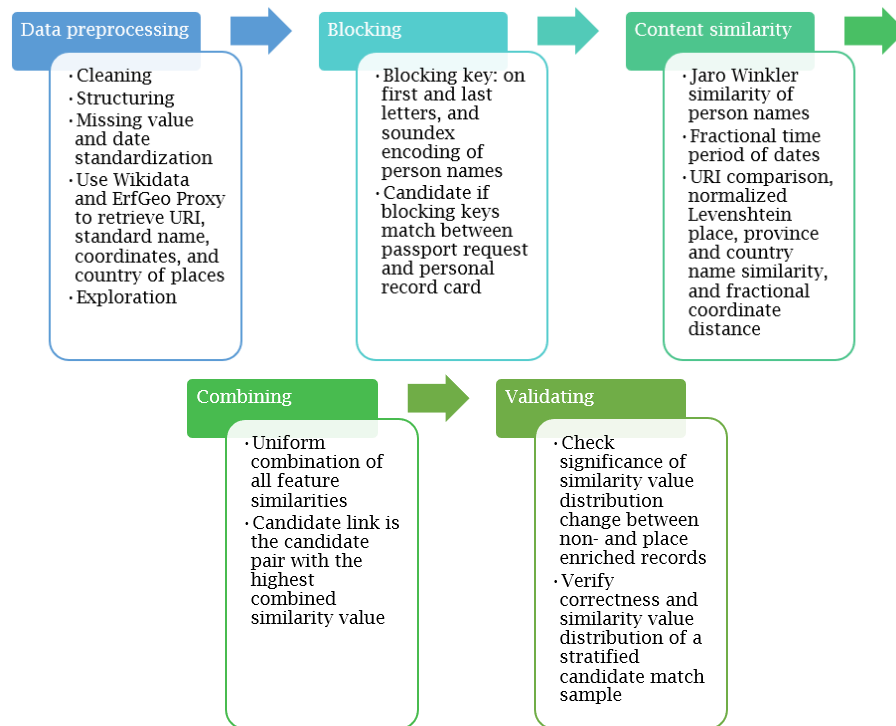 Data preprocessing
· Cleaning
· Structuring
· Missing value
and date
standardization
· Use Wikidata
and ErfGeo Proxy
to retrieve URI,
standard name,
coordinates, and
country of places
· Exploration
Blocking
· Blocking key: on
first and last
letters, and
soundex
encoding of
person names
· Candidate if
blocking keys
match between
passport request
and personal
record card
Content similarity
· Jaro Winkler
similarity of
person names
· Fractional time
period of dates
· URI comparison,
normalized
Levenshtein
place, province
and country
name similarity,
and fractional
coordinate
distance
Combining
· Uniform
combination of
all feature
similarities
· Candidate link is
the candidate
pair with the
highest
combined
similarity value
Validating
· Check
significance of
similarity value
distribution
change between
non- and place
enriched records
· Verify
correctness and
similarity value
distribution of a
stratified
candidate match
sample